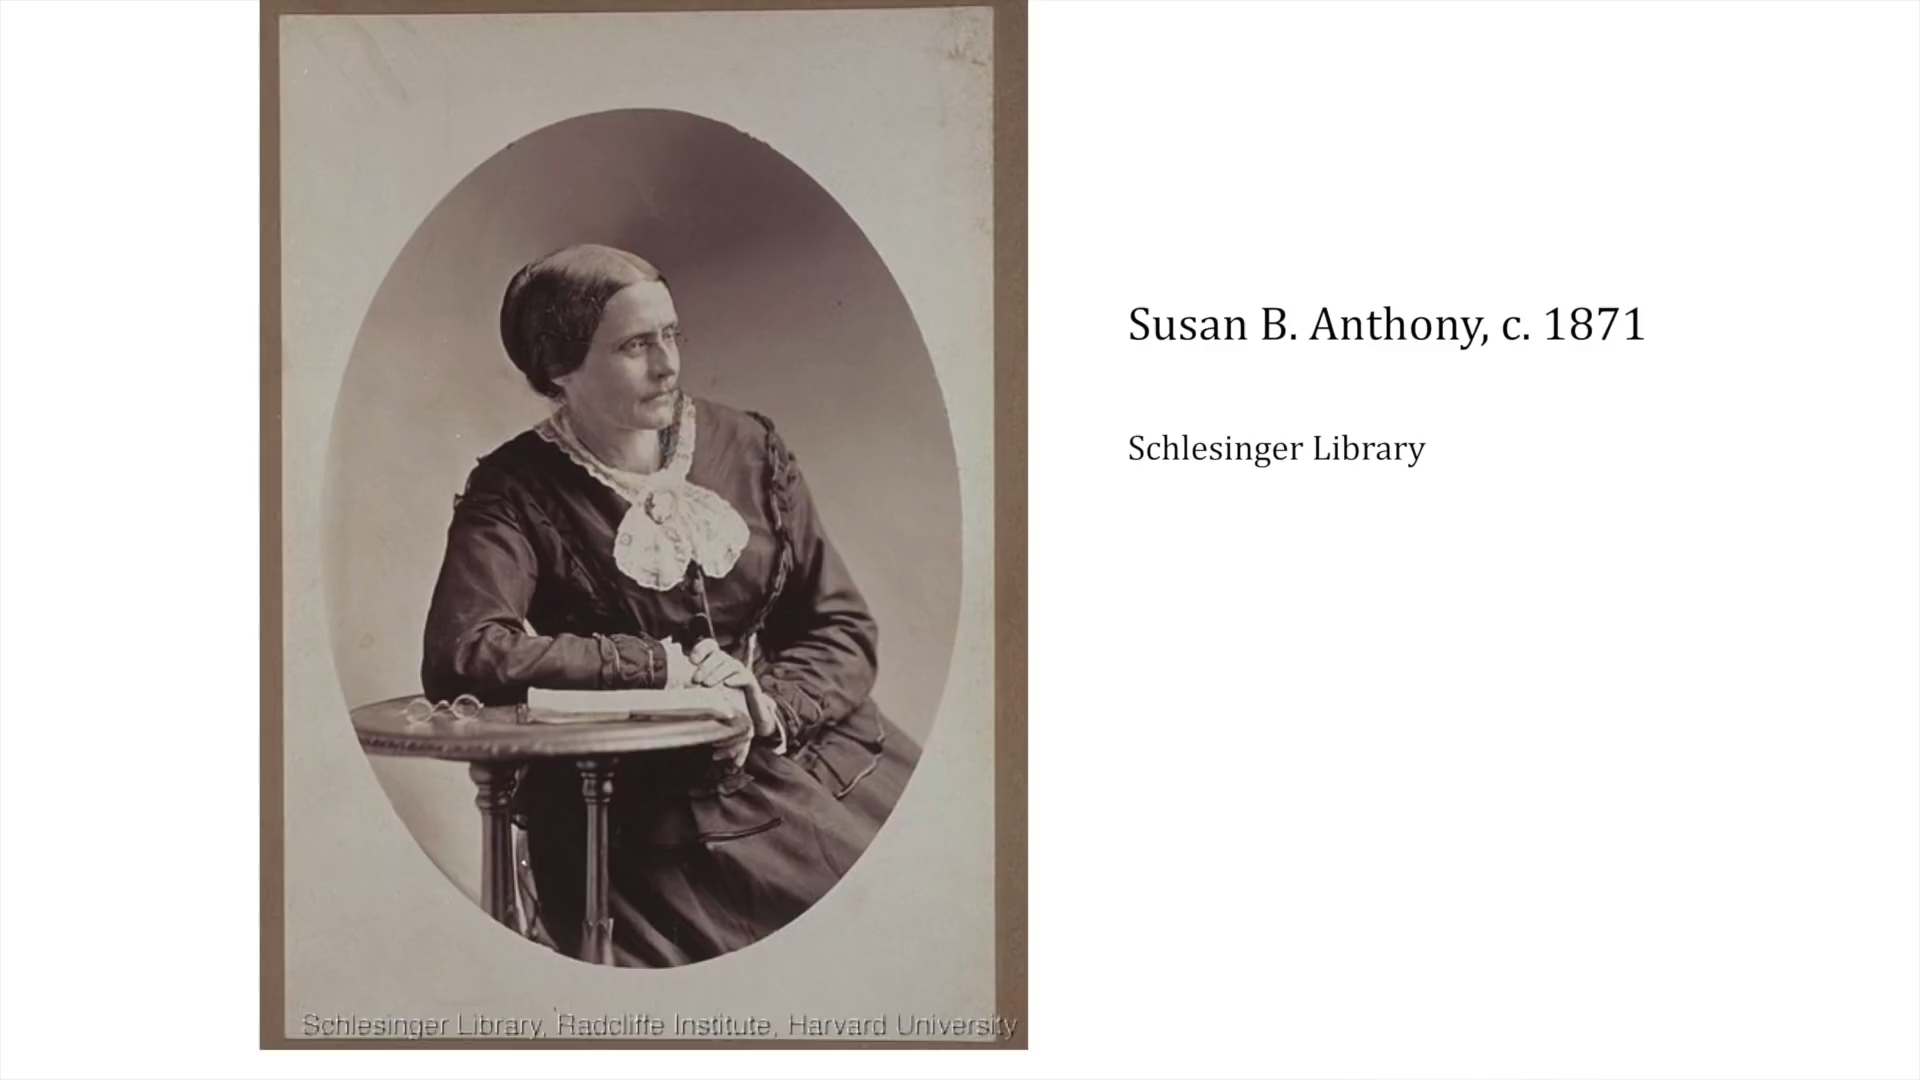 Susan B. Anthony, c. 1871
Schlesinger Library
Schlesinger Library, Radcliffe Institute, Harvard University